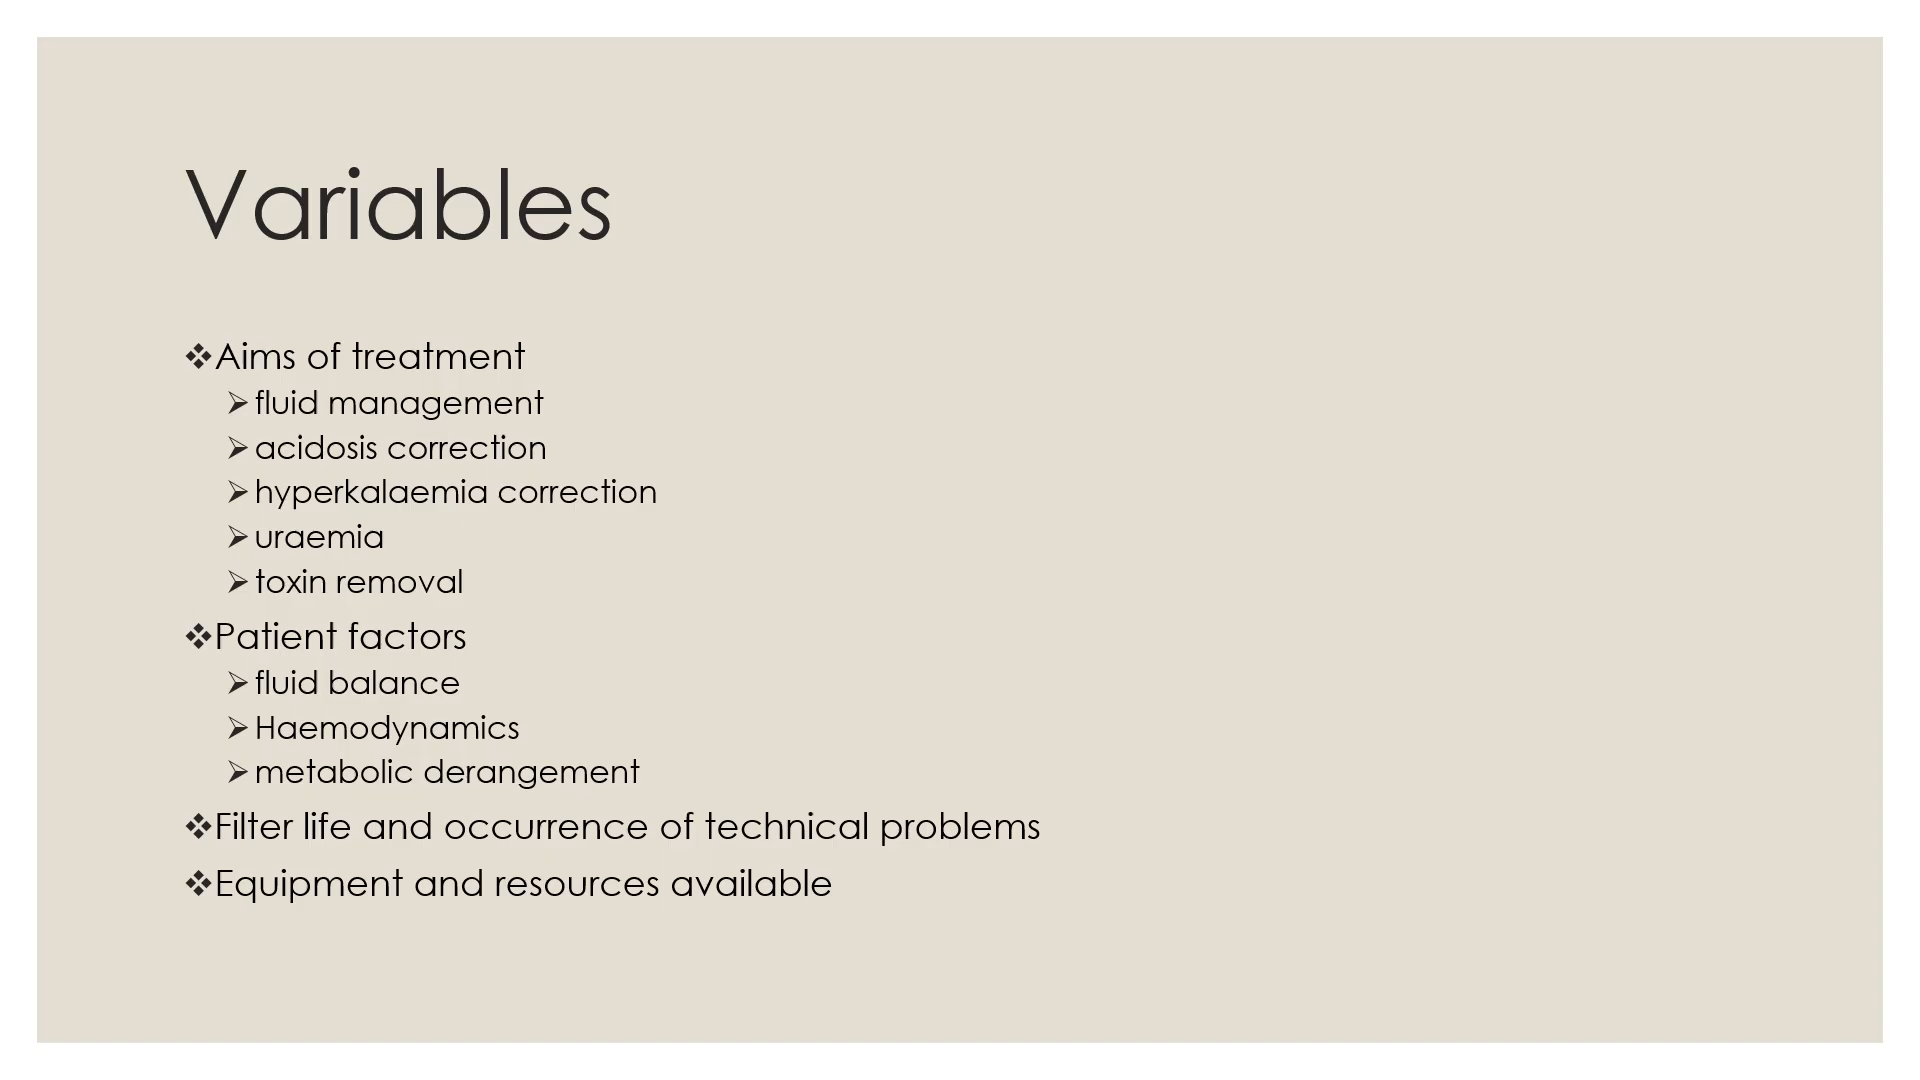 Variables
❖Aims of treatment
➢fluid management
➢acidosis correction
➢hyperkalaemia correction
➢uraemia
➢toxin removal
❖Patient factors
➢fluid balance
➢Haemodynamics
➢metabolic derangement
❖Filter life and occurrence of technical problems
❖Equipment and resources available